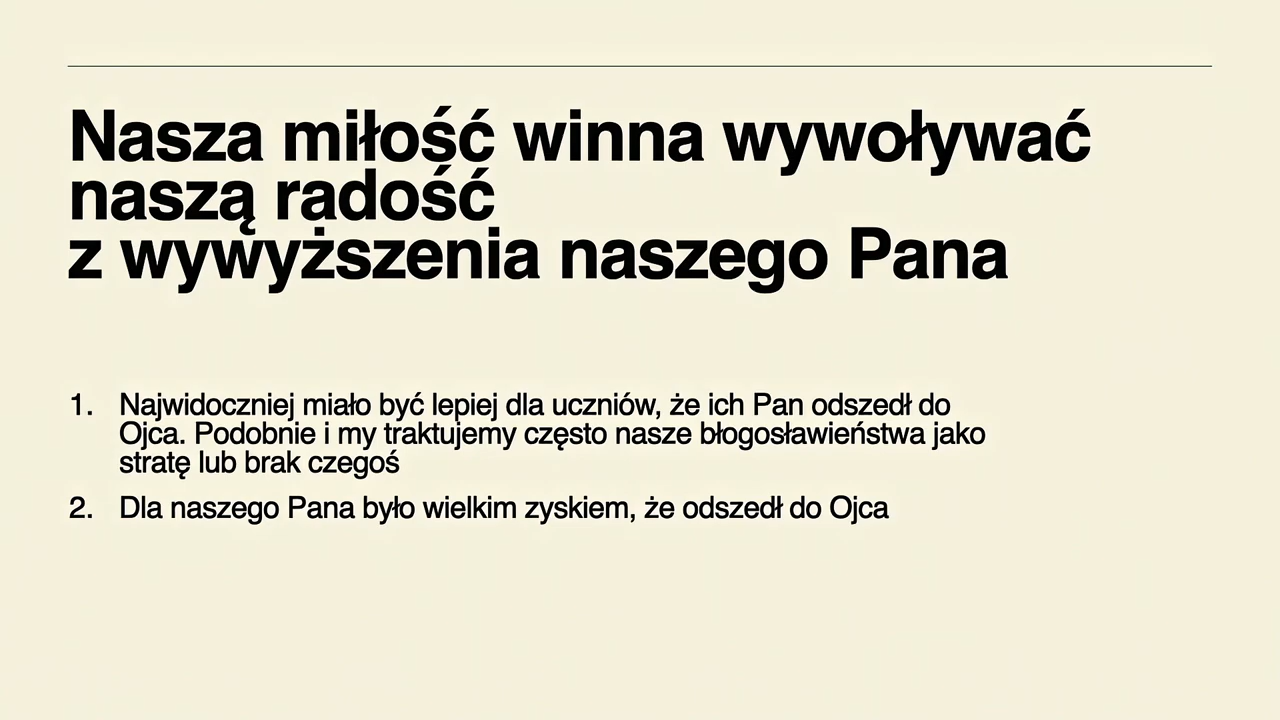 Nasza miłość winna wywoływać
naszą radość
z wywyższenia naszego Pana
1. Najwidoczniej miało być lepiej dla uczniów, że ich Pan odszedł do
Ojca. Podobnie i my traktujemy często nasze błogosławieństwa jako
stratę lub brak czegoś
2. Dla naszego Pana było wielkim zyskiem, że odszedł do Ojca